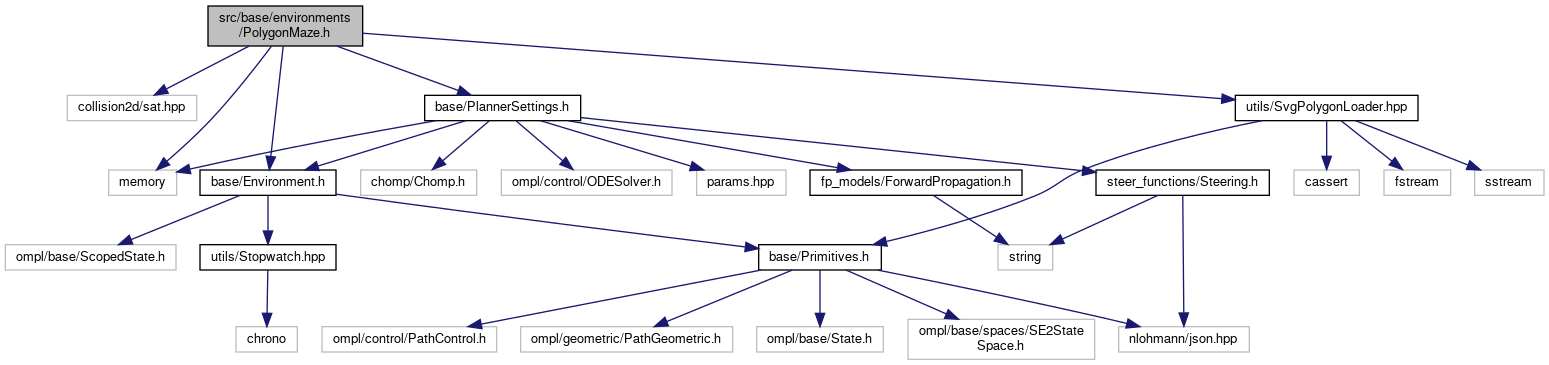 src/base/environments
/PolygonMaze.h
collision2d/sat.hpp
base/PlannerSettings.h
utils/SvgPolygonLoader.hpp
memory
base/Environment.h
chomp/Chomp.h
ompl/control/ODESolver.h
params.hpp
fp_models/ForwardPropagation.h
steer_functions/Steering.h
cassert
fstream
sstream
ompl/base/ScopedState.h
utils/Stopwatch.hpp
base/Primitives.h
string
chrono
ompl/control/PathControl.h
ompl/geometric/PathGeometric.h
ompl/base/State.h
ompl/base/spaces/SE2State
Space.h
nlohmann/json.hpp